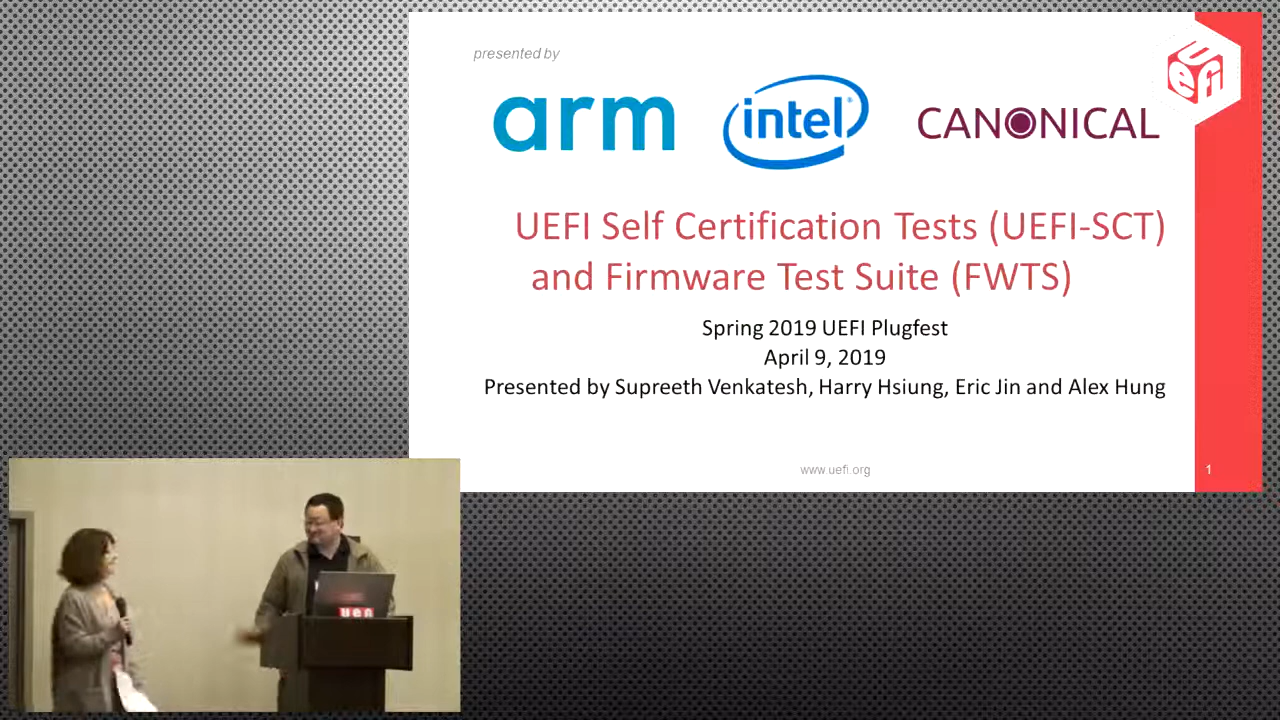 presented by
arm
intel
CANONICAL
uefi
UEFI Self Certification Tests (UEFI-SCT)
and Firmware Test Suite (FWTS)
Spring 2019 UEFI Plugfest
April 9, 2019
Presented by Supreeth Venkatesh, Harry Hsiung, Eric Jin and Alex Hung
www.uefi.org
1
uefi